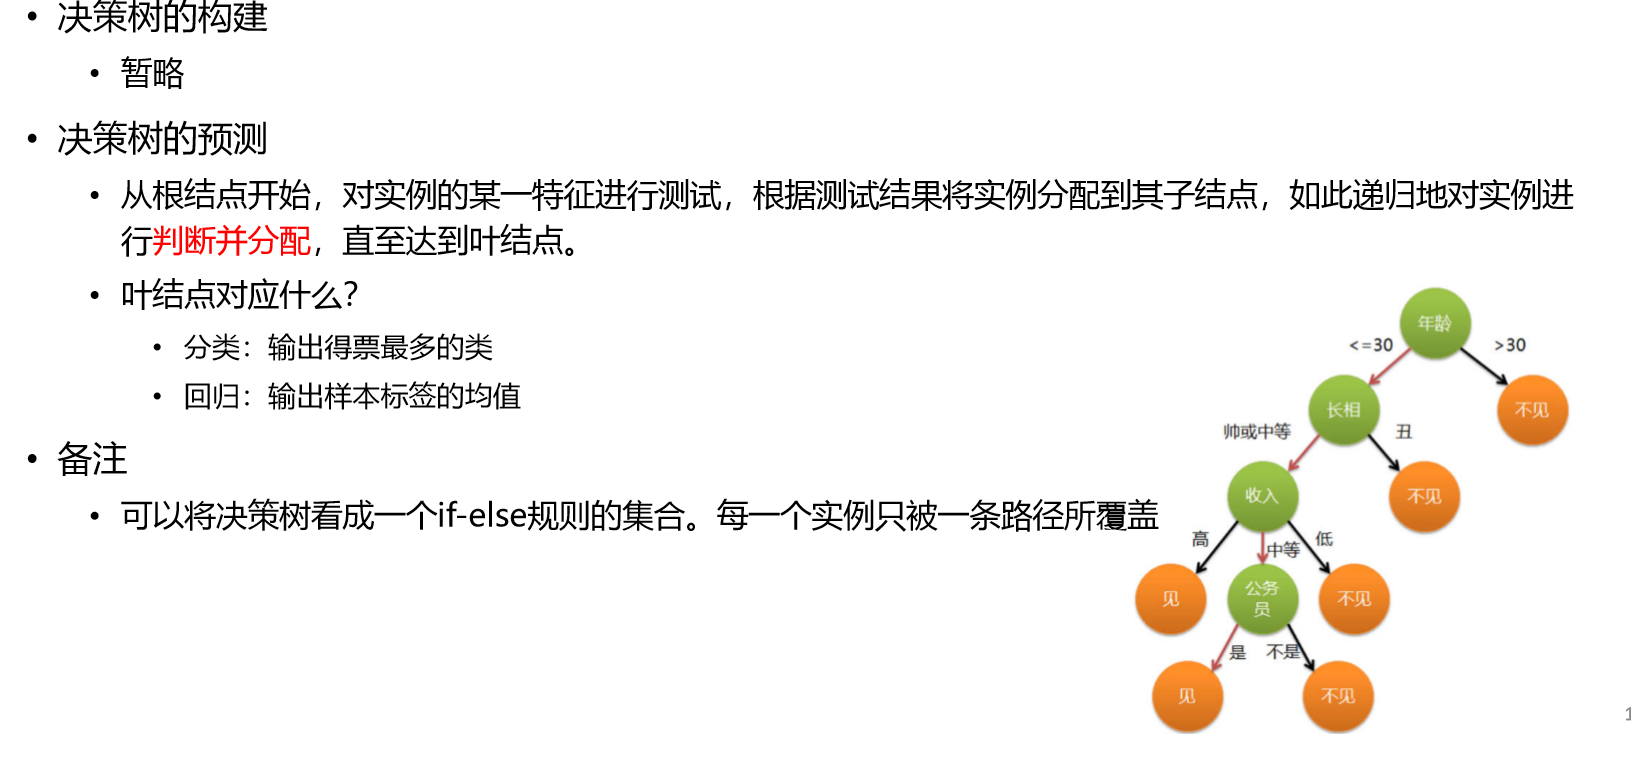 • 决策树的构建
• 暂略
• 决策树的预测
• 从根结点开始，对实例的某一特征进行测试，根据测试结果将实例分配到其子结点，如此递归地对实例进
行判断并分配，直至达到叶结点。
• 叶结点对应什么？
• 分类：输出得票最多的类
• 回归：输出样本标签的均值
• 备注
• 可以将决策树看成一个if-else规则的集合。每一个实例只被一条路径所覆盖
年龄
<=30
>30
长相
不见
帅或中等
丑
收入
不见
高
中等
低
见
公务
员
不见
是
不是
见
不见
1